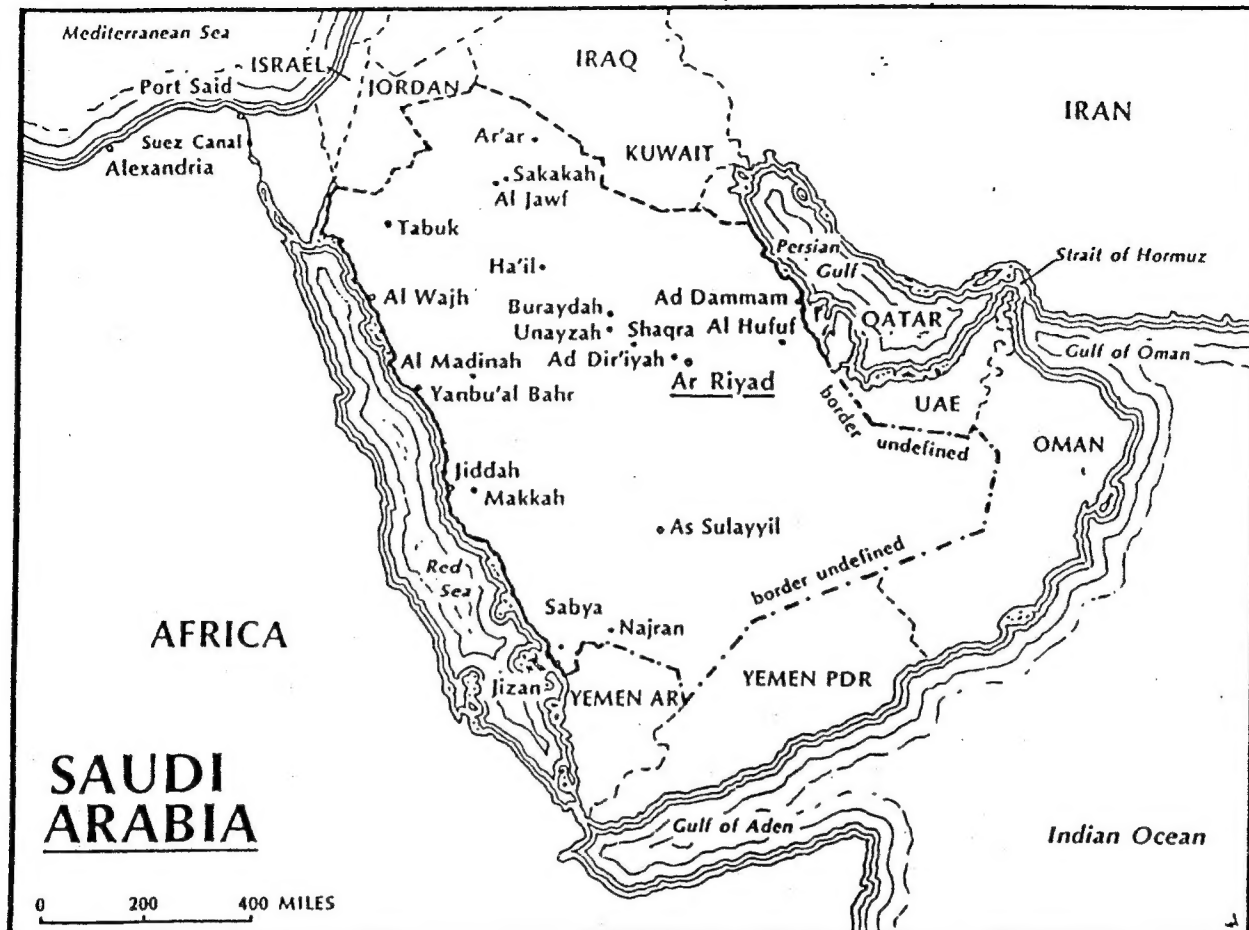 Mediterranean Sea
ISRAEL
IRAQ
Port Said
JORDAN
IRAN
Suez Canal
Ar'ar
KUWAIT
Alexandria
Sakakah
Al Jawf
Tabuk
Persian
Gulf
Strait of Hormuz
Ha'il
Al Wajh
Ad Dammam
Buraydah
QATAR
Unayzah
Shaqra
Al Hufuf
Gulf of Oman
Al Madinah
Ad Dir'iyah
Yanbu'al Bahr
Ar Riyad
UAE
border
undefined
OMAN
Jiddah
Makkah
As Sulayyil
Red
Sea
border undefined
Sabya
Najran
AFRICA
Jizan
YEMEN AR
YEMEN PDR
SAUDI
ARABIA
Gulf of Aden
Indian Ocean
0 200 400 MILES